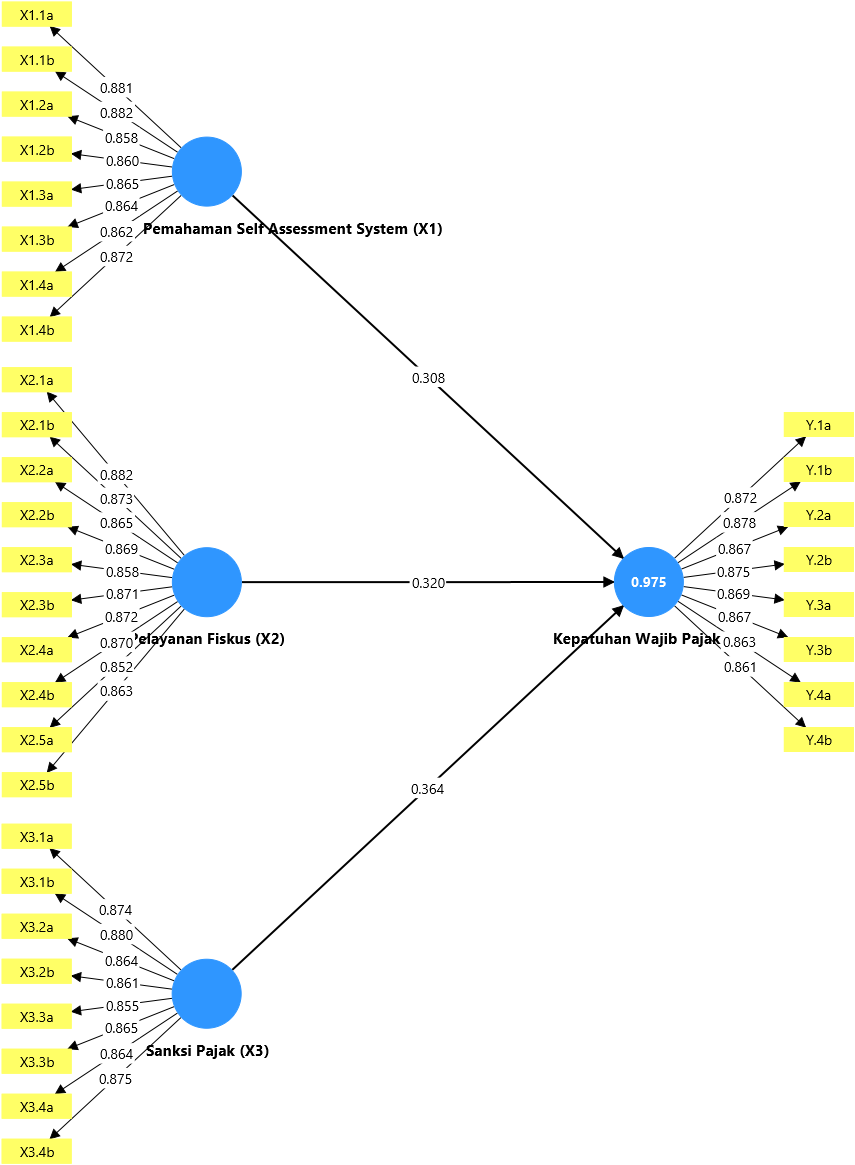 X1.1a
X1.1b
X1.2a
X1.2b
X1.3a
X1.3b
X1.4a
X1.4b
0.881
0.882
0.858
0.860
0.865
0.864
0.862
0.872
Pemahaman Self Assessment System (X1)
0.308
X2.1a
X2.1b
X2.2a
X2.2b
X2.3a
X2.3b
X2.4a
X2.4b
X2.5a
X2.5b
0.882
0.873
0.865
0.869
0.858
0.871
0.872
0.870
0.852
0.863
Pelayanan Fiskus (X2)
0.320
0.975
Kepatuhan Wajib Pajak
0.872
0.878
0.867
0.875
0.869
0.867
0.863
0.861
Y.1a
Y.1b
Y.2a
Y.2b
Y.3a
Y.3b
Y.4a
Y.4b
0.364
X3.1a
X3.1b
X3.2a
X3.2b
X3.3a
X3.3b
X3.4a
X3.4b
0.874
0.880
0.864
0.861
0.855
0.865
0.864
0.875
Sanksi Pajak (X3)